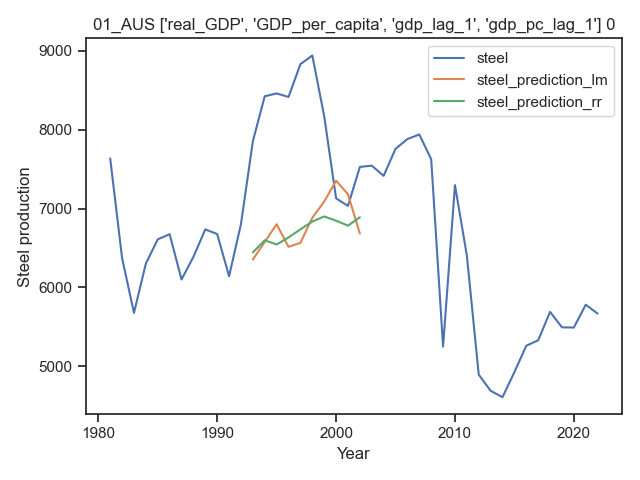 01_AUS ['real_GDP', 'GDP_per_capita', 'gdp_lag_1', 'gdp_pc_lag_1'] 0
steel
steel_prediction_lm
steel_prediction_rr
Steel production
9000
8000
7000
6000
5000
1980
1990
2000
2010
2020
Year